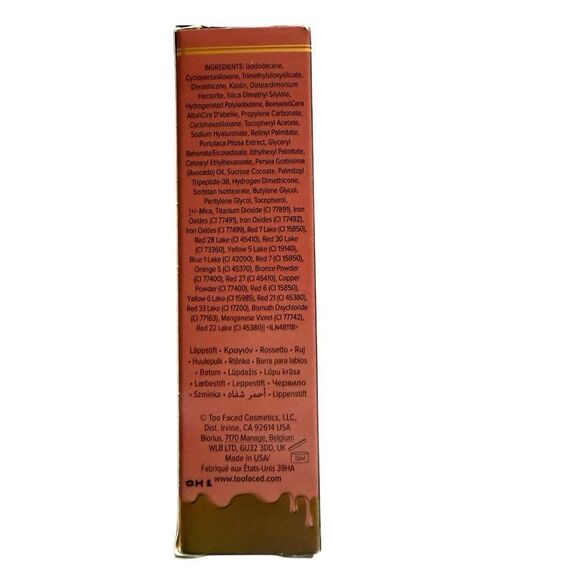 INGREDIENTS: Isododecane,
Cyclopentasiloxane, Trimethylsiloxysilicate,
Dimethicone, Kaolin, Disteardimonium
Hectorite, Silica Dimethyl Silylate,
Hydrogenated Polyisobutene, Beeswax\Cera
Alba\Cire D'abeille, Propylene Carbonate,
Cyclohexasiloxane, Tocopheryl Acetate,
Sodium Hyaluronate, Retinyl Palmitate,
Portulaca Pilosa Extract, Glyceryl
Behenate/Eicosadioate, Ethylhexyl Palmitate,
Cetearyl Ethylhexanoate, Persea Gratissima
(Avocado) Oil, Sucrose Cocoate, Palmitoyl
Tripeptide-38, Hydrogen Dimethicone,
Sorbitan Isostearate, Butylene Glycol,
Pentylene Glycol, Tocopherol.
[+/-Mica, Titanium Dioxide (CI 77891), Iron
Oxides (CI 77491), Iron Oxides (CI 77492),
Iron Oxides (CI 77499), Red 7 Lake (CI 15850),
Red 28 Lake (CI 45410), Red 30 Lake
(CI 73360), Yellow 5 Lake (CI 19140),
Blue 1 Lake (CI 42090), Red 7 (CI 15850),
Orange 5 (CI 45370), Bronze Powder
(CI 77400), Red 27 (CI 45410), Copper
Powder (CI 77400), Red 6 (CI 15850),
Yellow 6 Lake (CI 15985), Red 21 (CI 45380),
Red 33 Lake (CI 17200), Bismuth Oxychloride
(CI 77163), Manganese Violet (CI 77742),
Red 22 Lake (CI 45380)] <ILN48118>
Läppstift • Κραγιόν • Rossetto • Ruj
• Huulepulk • Rtěnka • Barra para labios
• Batom • Lūpdažis • Lūpu krāsa
• Læbestift • Leppestift • Червило
• Szminka • أحمر شفاه • Lippenstift
© Too Faced Cosmetics, LLC,
Dist. Irvine, CA 92614 USA
Biorius, 7170 Manage, Belgium
WLB LTD, GU32 3DD, UK
12M
Made in USA/
Fabriqué aux États-Unis 39HA
www.toofaced.com
GH1